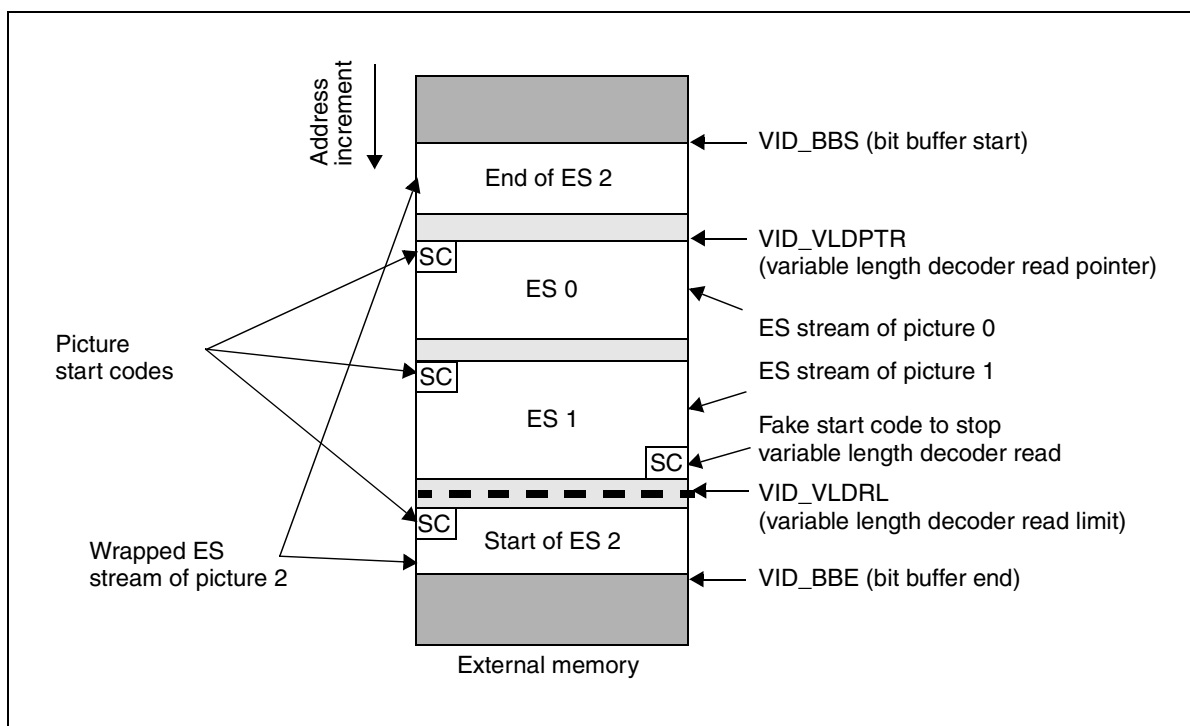 Address
increment
VID_BBS (bit buffer start)
End of ES 2
VID_VLDPTR
(variable length decoder read pointer)
SC
ES 0
ES stream of picture 0
Picture
start codes
SC
ES stream of picture 1
ES 1
Fake start code to stop
variable length decoder read
SC
VID_VLDRL
(variable length decoder read limit)
SC
Start of ES 2
Wrapped ES
stream of picture 2
VID_BBE (bit buffer end)
External memory